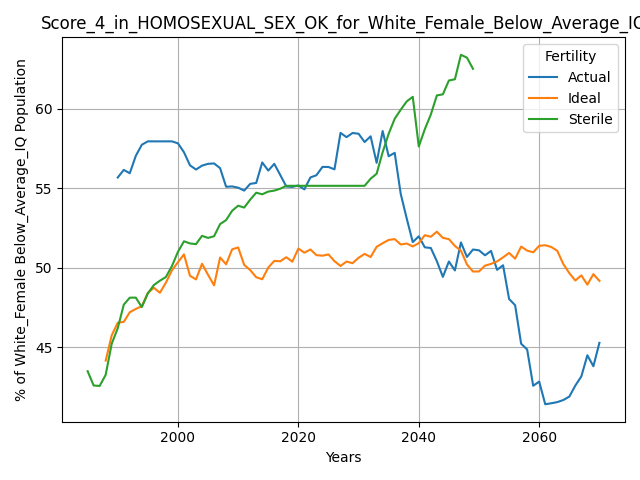 Score_4_in_HOMOSEXUAL_SEX_OK_for_White_Female_Below_Average_IQ
% of White_Female Below_Average_IQ Population
60
55
50
45
Fertility
Actual
Ideal
Sterile
2000 2020 2040 2060
Years